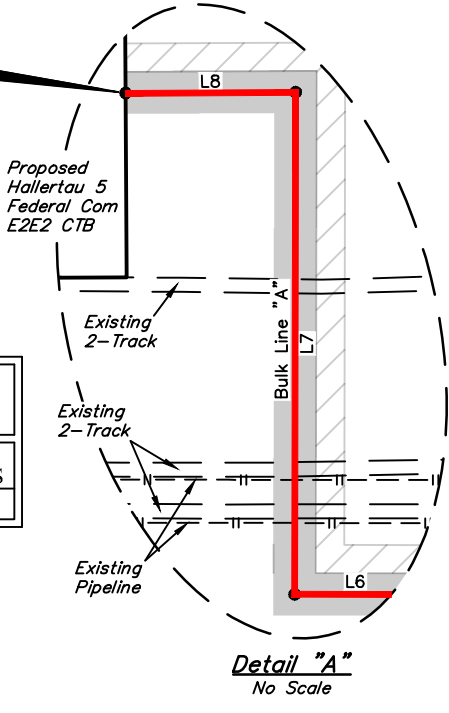 L8
Proposed
Hallertau 5
Federal Com
E2E2 CTB
Existing
2-Track
Bulk Line "A"
L7
Existing
2-Track
Existing
Pipeline
L6
Detail "A"
No Scale